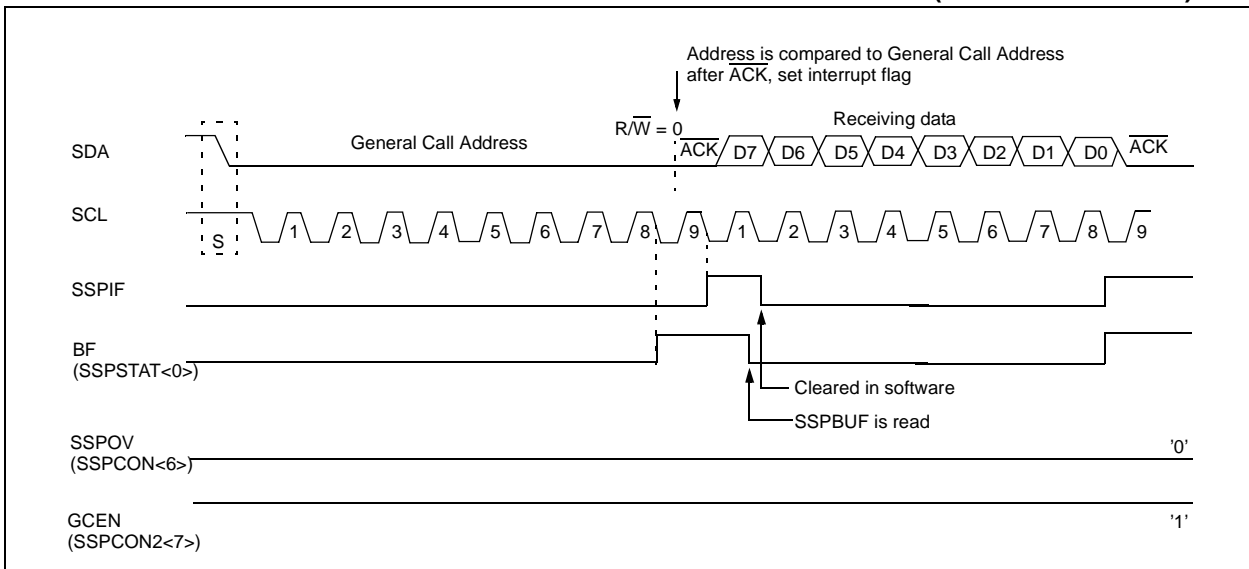 Address is compared to General Call Address
after ACK, set interrupt flag
R/W = 0
Receiving data
SDA
General Call Address
ACK
D7 D6 D5 D4 D3 D2 D1 D0
ACK
SCL
S
1 2 3 4 5 6 7 8 9 1 2 3 4 5 6 7 8 9
SSPIF
BF
(SSPSTAT<0>)
Cleared in software
SSPBUF is read
SSPOV
(SSPCON<6>)
'0'
GCEN
(SSPCON2<7>)
'1'